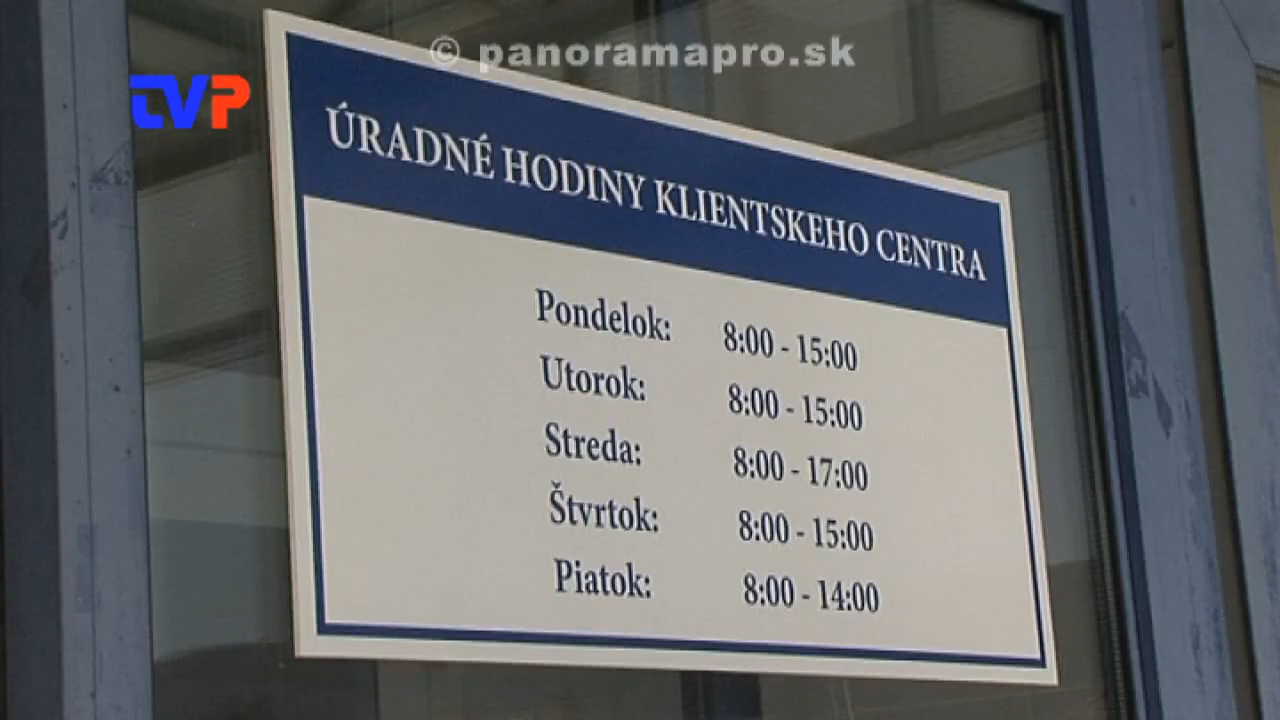 © panoramapro.sk
TVP
ÚRADNÉ HODINY KLIENTSKEHO CENTRA
Pondelok: 8:00 - 15:00
Utorok: 8:00 - 15:00
Streda: 8:00 - 17:00
Štvrtok: 8:00 - 15:00
Piatok: 8:00 - 14:00